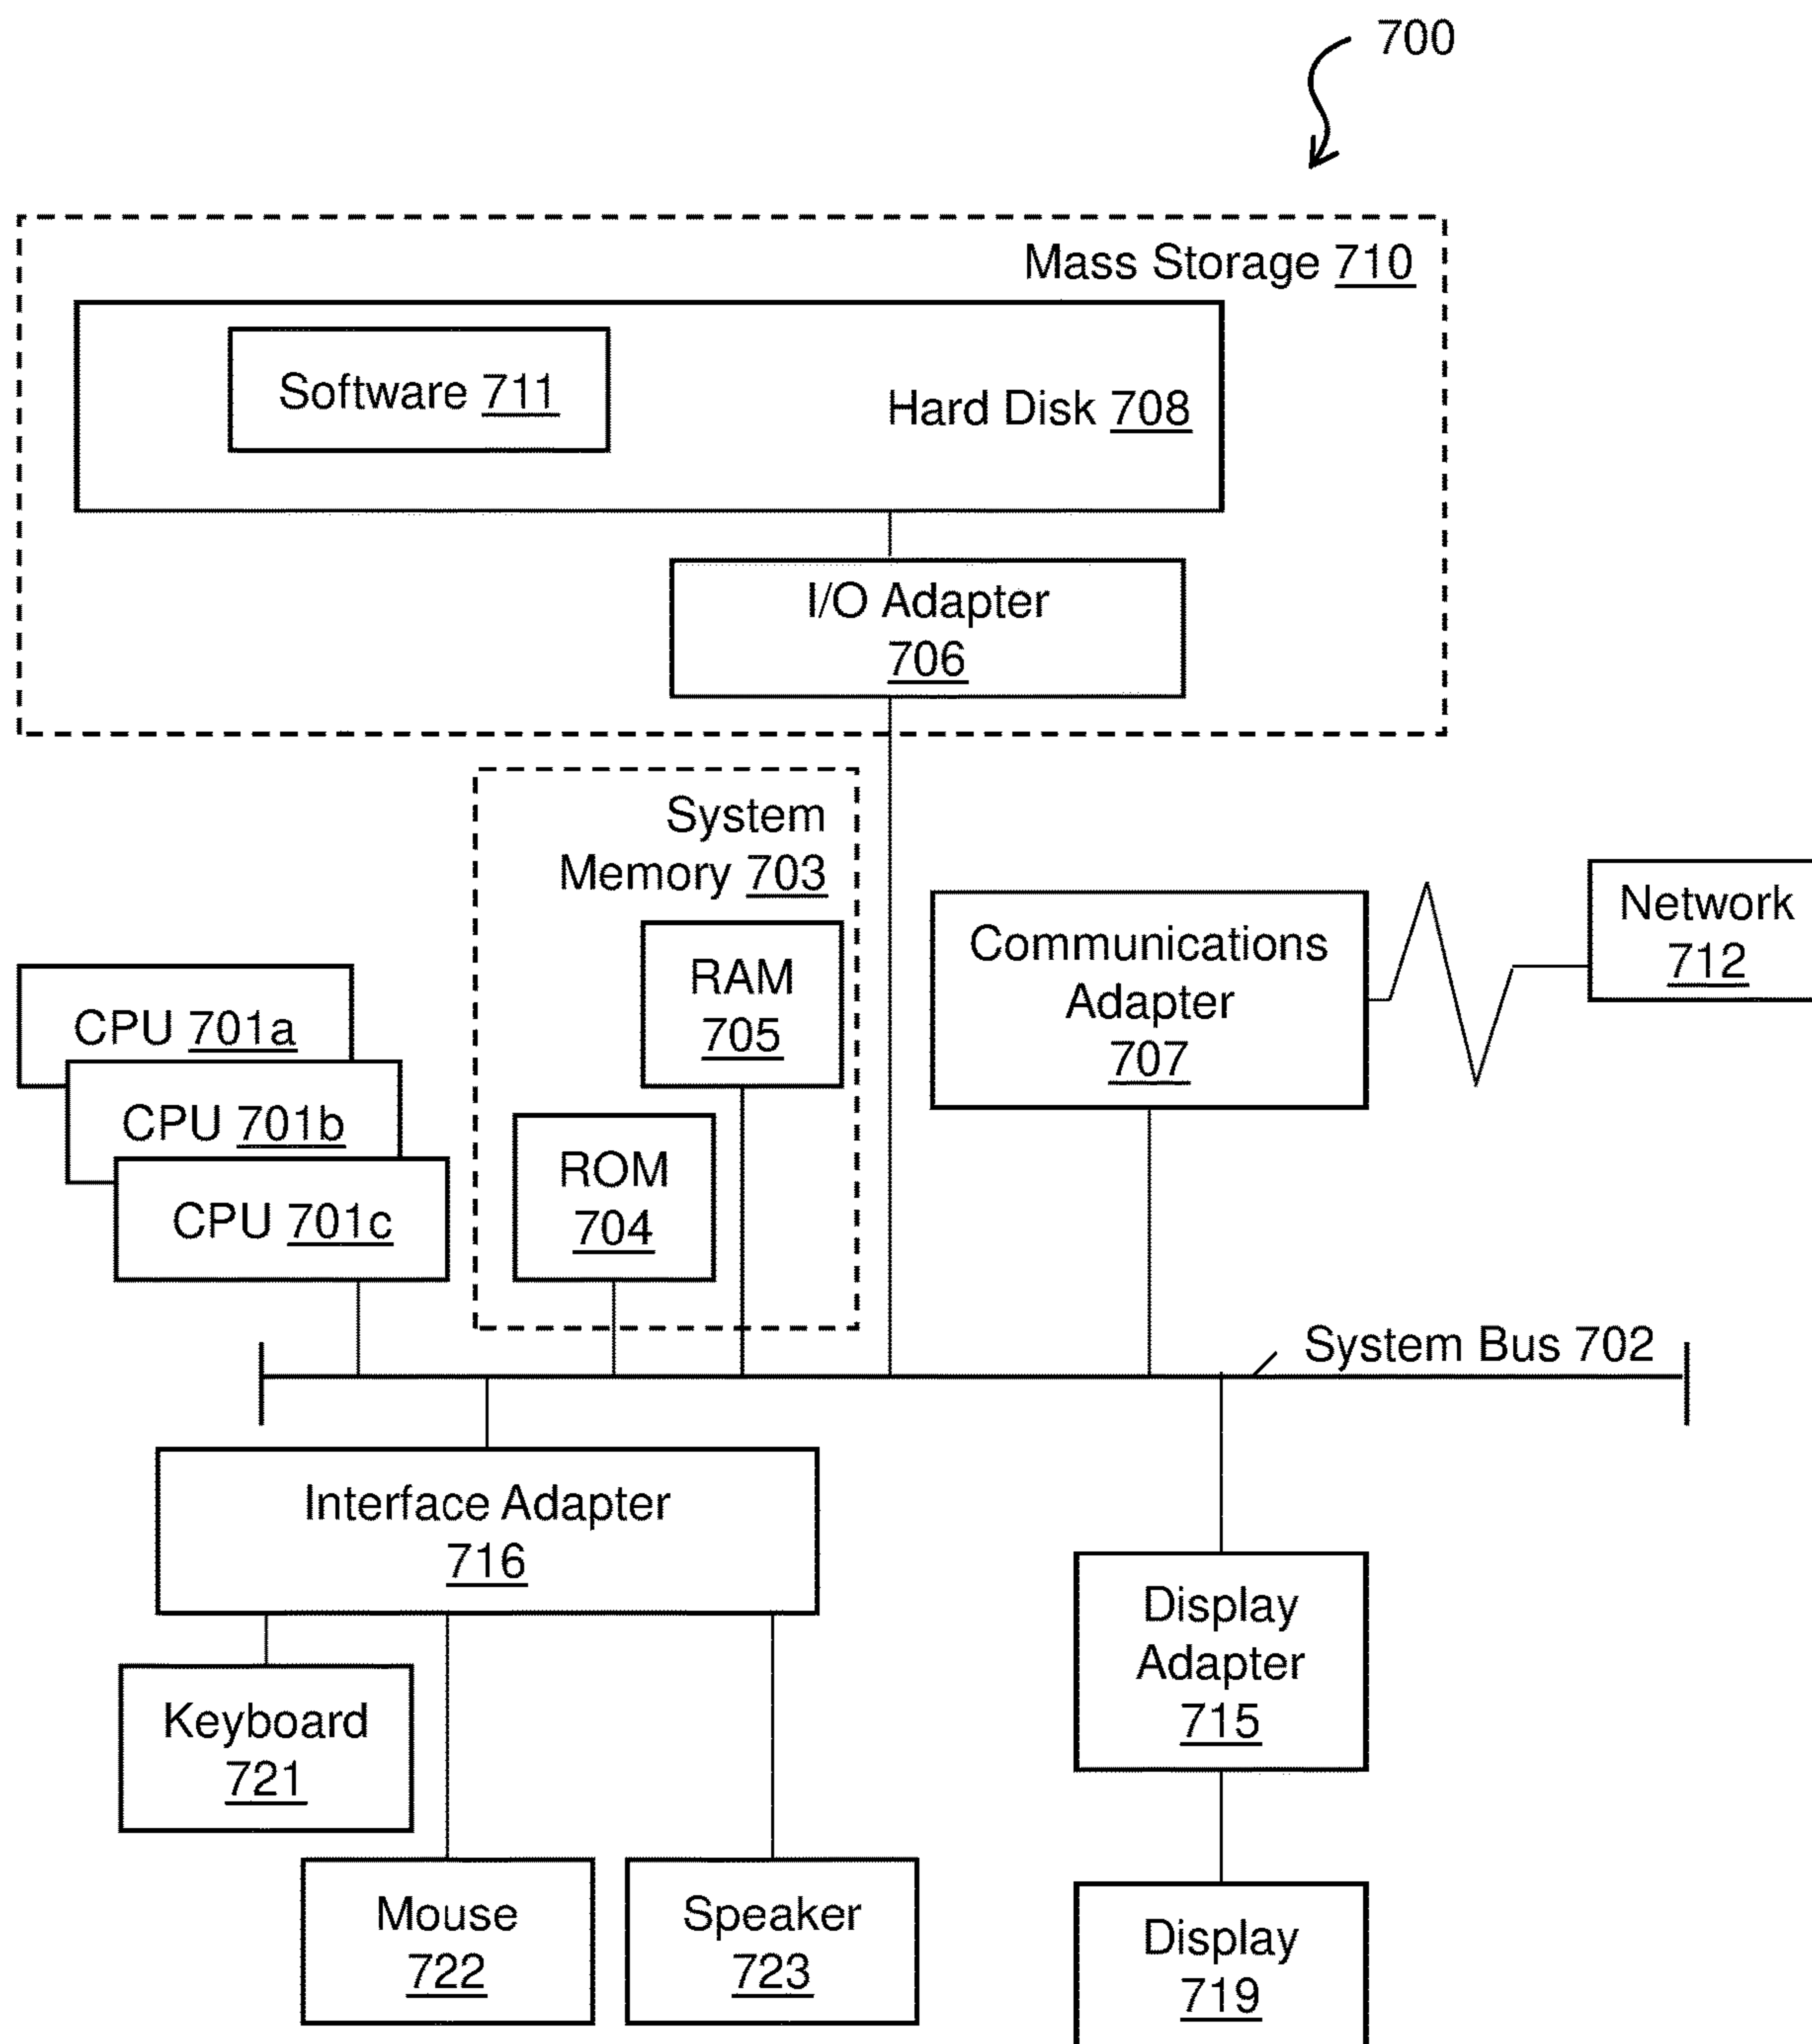 700
Mass Storage 710
Software 711
Hard Disk 708
I/O Adapter
706
System
Memory 703
RAM
705
ROM
704
CPU 701a
CPU 701b
CPU 701c
Communications
Adapter
707
Network
712
System Bus 702
Interface Adapter
716
Keyboard
721
Mouse
722
Speaker
723
Display
Adapter
715
Display
719